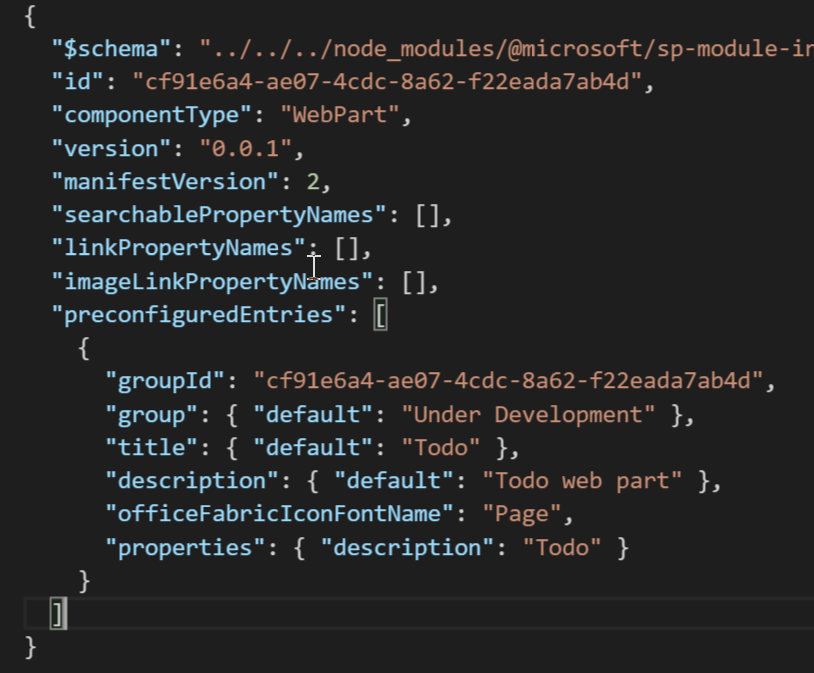 {
"$schema": "../../../node_modules/@microsoft/sp-module-in
"id": "cf91e6a4-ae07-4cdc-8a62-f22eada7ab4d",
"componentType": "WebPart",
"version": "0.0.1",
"manifestVersion": 2,
"searchablePropertyNames": [],
"linkPropertyNames": [],
"imageLinkPropertyNames": [],
"preconfiguredEntries": [
{
"groupId": "cf91e6a4-ae07-4cdc-8a62-f22eada7ab4d",
"group": { "default": "Under Development" },
"title": { "default": "Todo" },
"description": { "default": "Todo web part" },
"officeFabricIconFontName": "Page",
"properties": { "description": "Todo" }
}
]
}